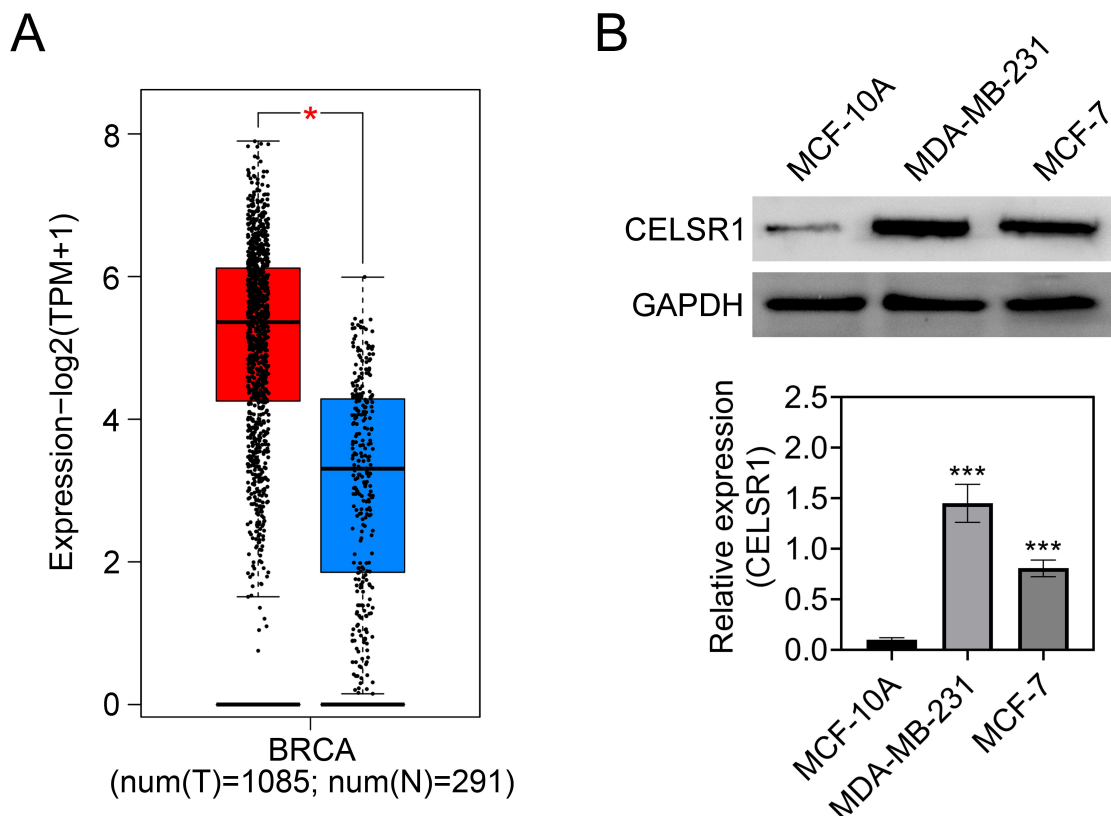 A
Expression−log2(TPM+1)
8
6
4
2
0
*
BRCA
(num(T)=1085; num(N)=291)
B
MCF-10A
MDA-MB-231
MCF-7
CELSR1
GAPDH
Relative expression
(CELSR1)
2.5
2.0
1.5
1.0
0.5
0.0
***
***
MCF-10A
MDA-MB-231
MCF-7